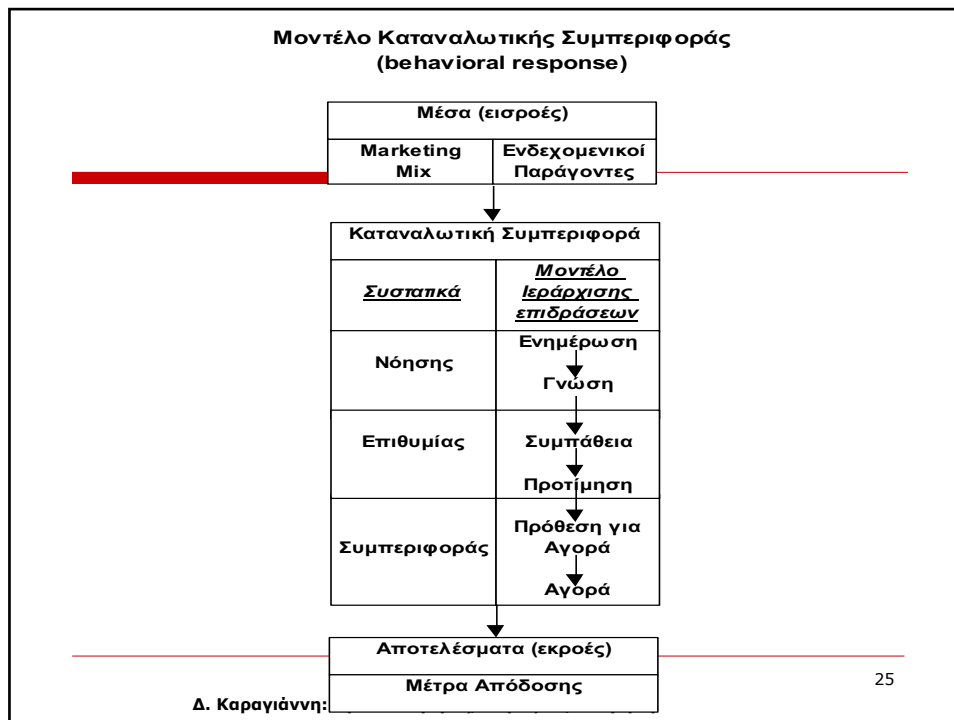 Μοντέλο Καταναλωτικής Συμπεριφοράς
(behavioral response)
Μέσα (εισροές)
Marketing
Mix
Ενδεχομενικοί
Παράγοντες
Καταναλωτική Συμπεριφορά
Συστατικά
Μοντέλο
Ιεράρχισης
επιδράσεων
Νόησης
Ενημέρωση
Γνώση
Επιθυμίας
Συμπάθεια
Προτίμηση
Συμπεριφοράς
Πρόθεση για
Αγορά
Αγορά
Αποτελέσματα (εκροές)
Μέτρα Απόδοσης
25
Δ. Καραγιάννη: